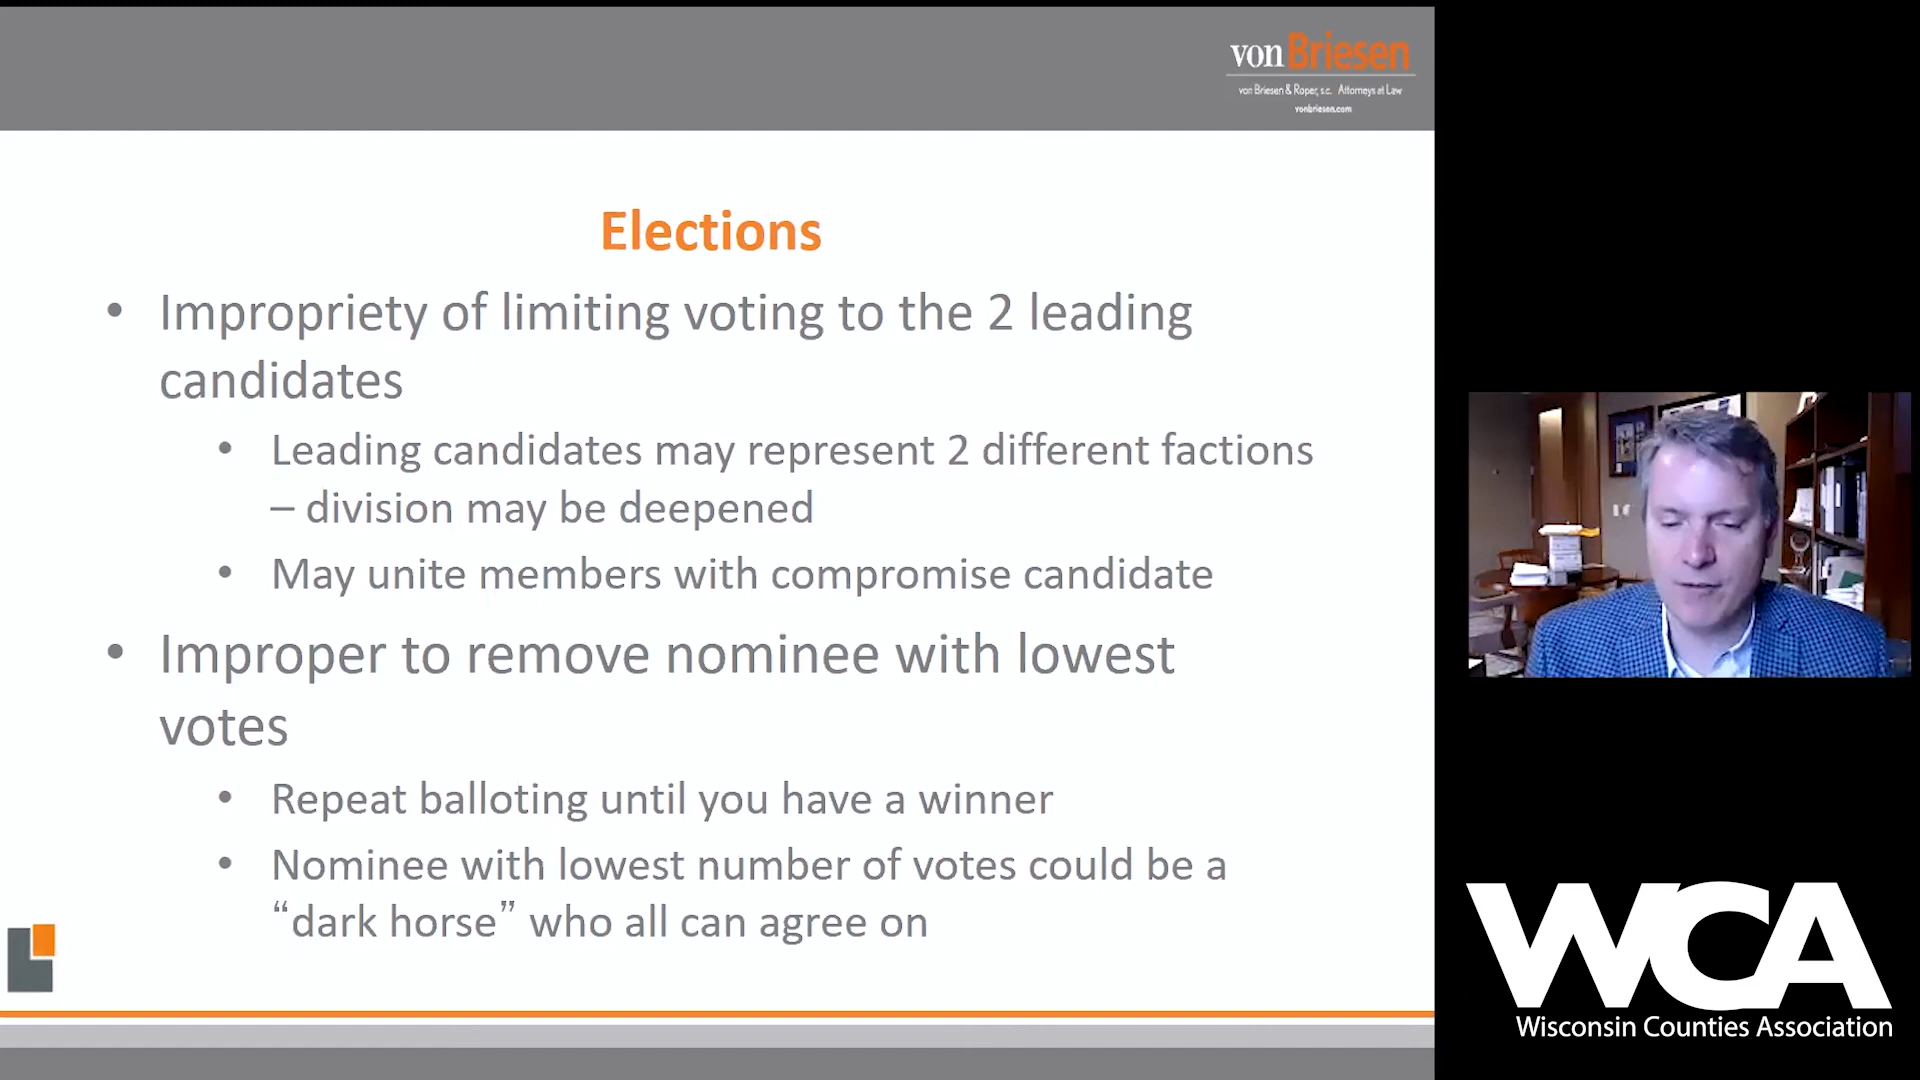 von Briesen
von Briesen & Roper, s.c. Attorneys at Law
vonbriesen.com
Elections
• Impropriety of limiting voting to the 2 leading
candidates
• Leading candidates may represent 2 different factions
– division may be deepened
• May unite members with compromise candidate
• Improper to remove nominee with lowest
votes
• Repeat balloting until you have a winner
• Nominee with lowest number of votes could be a
“dark horse” who all can agree on
WCA
Wisconsin Counties Association